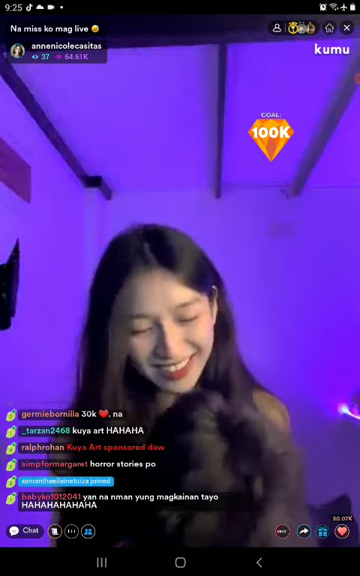 9:25
Na miss ko mag live 😄
annenicolecasitas
37 64.61K
kumu
GOAL:
100K
germiebornilla 30k ❤️. na
_tarzan2468 kuya art HAHAHA
ralphrohan Kuya Art sponsored daw
simpformargaret horror stories po
samanthaellainetuiza joined
babyko1012041 yan na nman yung magkainan tayo
HAHAHAHAHAHA
Chat
30.07K